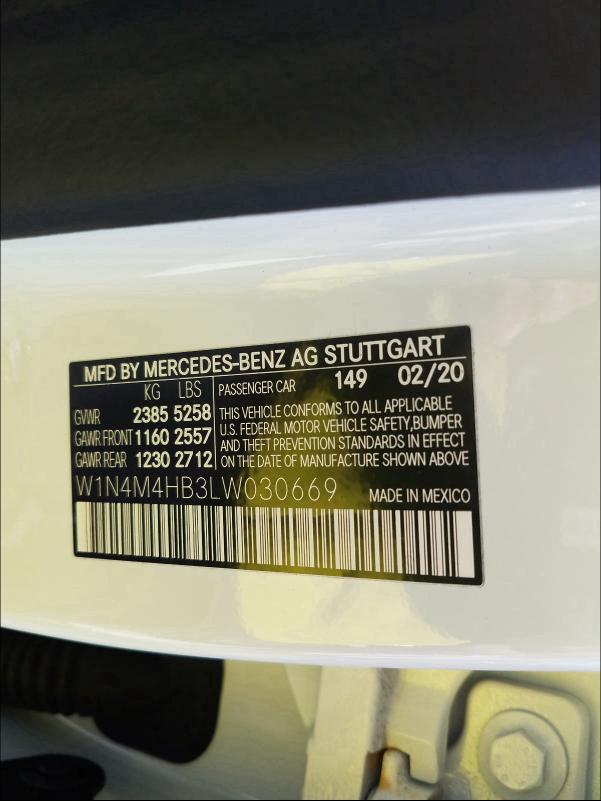 MFD BY MERCEDES-BENZ AG STUTTGART
KG LBS
GVWR 2385 5258
GAWR FRONT 1160 2557
GAWR REAR 1230 2712
PASSENGER CAR 149 02/20
THIS VEHICLE CONFORMS TO ALL APPLICABLE
U.S. FEDERAL MOTOR VEHICLE SAFETY,BUMPER
AND THEFT PREVENTION STANDARDS IN EFFECT
ON THE DATE OF MANUFACTURE SHOWN ABOVE
W1N4M4HB3LW030669 MADE IN MEXICO